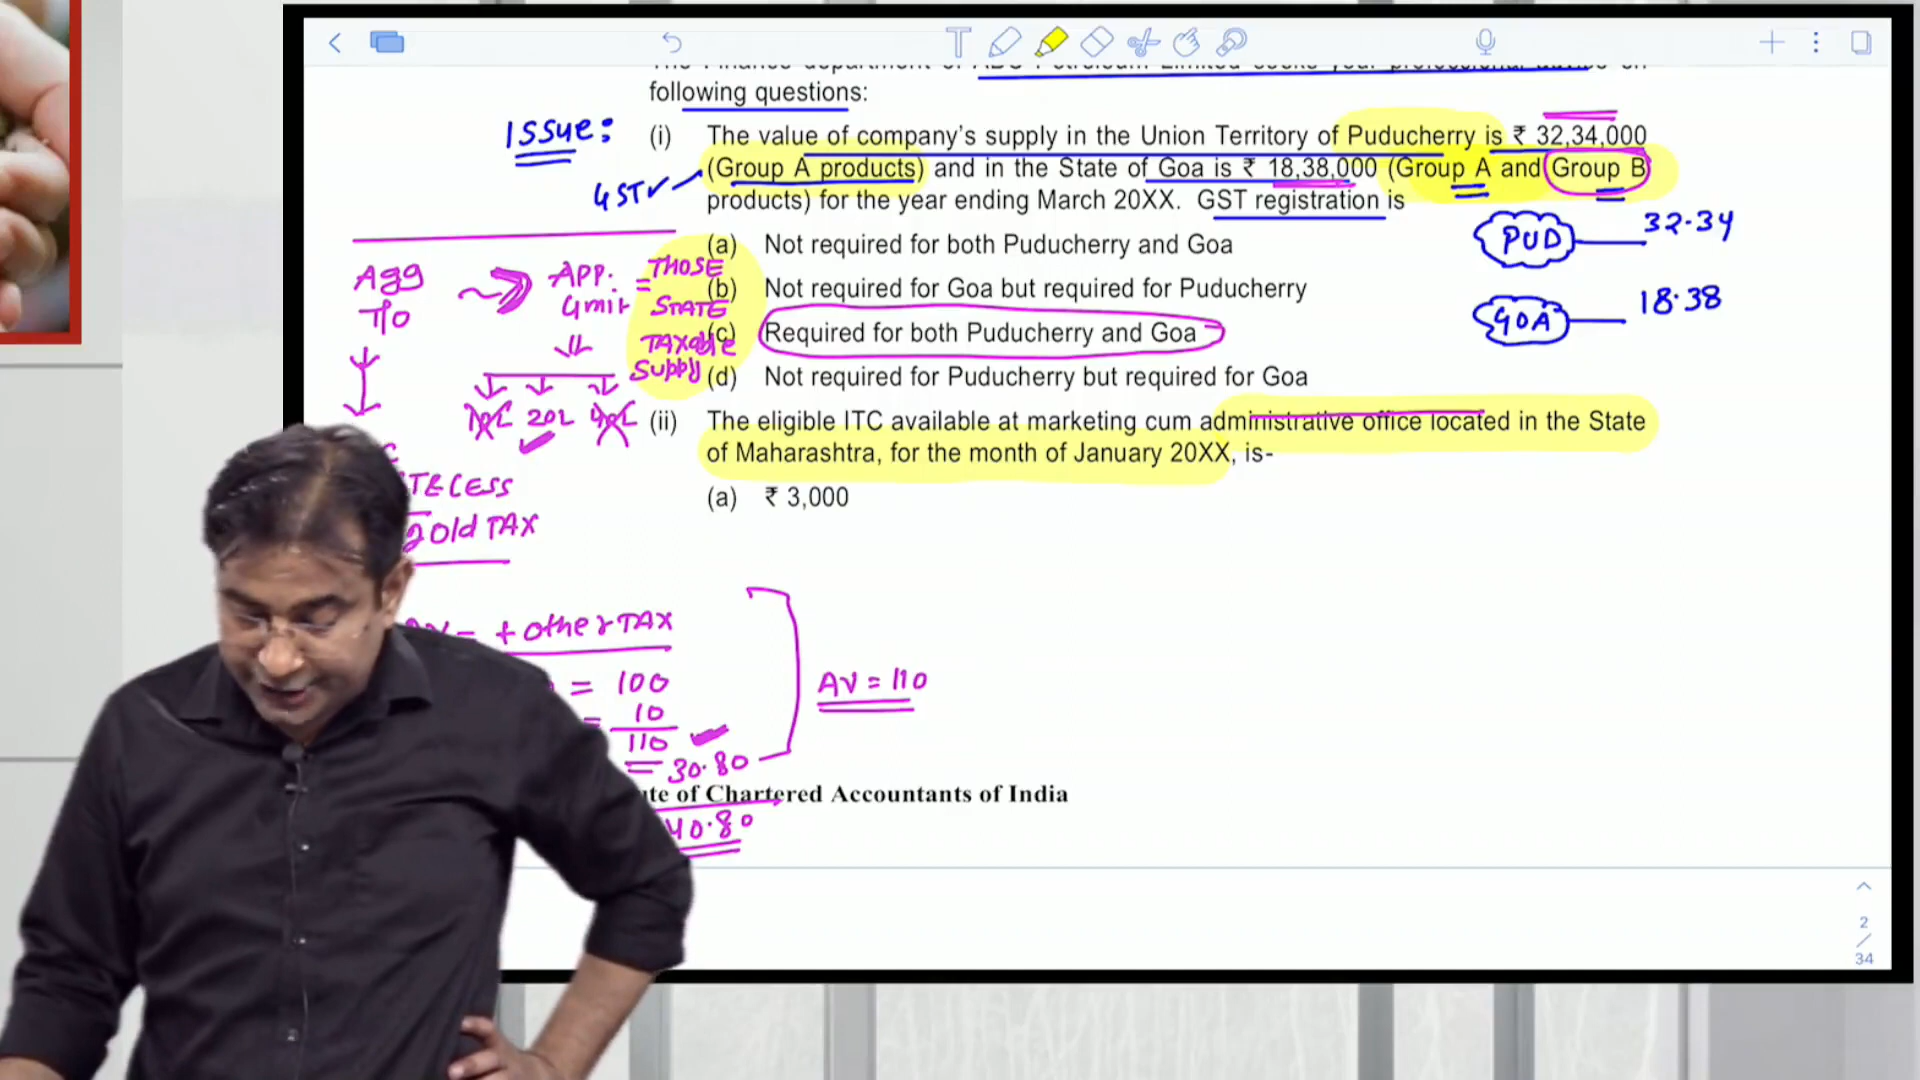 following questions:
ISSUE:
(i) The value of company's supply in the Union Territory of Puducherry is ₹ 32,34,000
(Group A products) and in the State of Goa is ₹ 18,38,000 (Group A and Group B
GST
products) for the year ending March 20XX. GST registration is
PUD 32.34
(a) Not required for both Puducherry and Goa
Agg T/o
APP. Limit = THOSE STATE TAXable Supply
(b) Not required for Goa but required for Puducherry
GOA 18.38
(c) Required for both Puducherry and Goa
(d) Not required for Puducherry but required for Goa
20L
(ii) The eligible ITC available at marketing cum administrative office located in the State
of Maharashtra, for the month of January 20XX, is-
(a) ₹ 3,000
CESS
Gold TAX
+ other TAX
= 100
= 10
110
AV = 110
= 30.80
te of Chartered Accountants of India
40.80
2
/
34